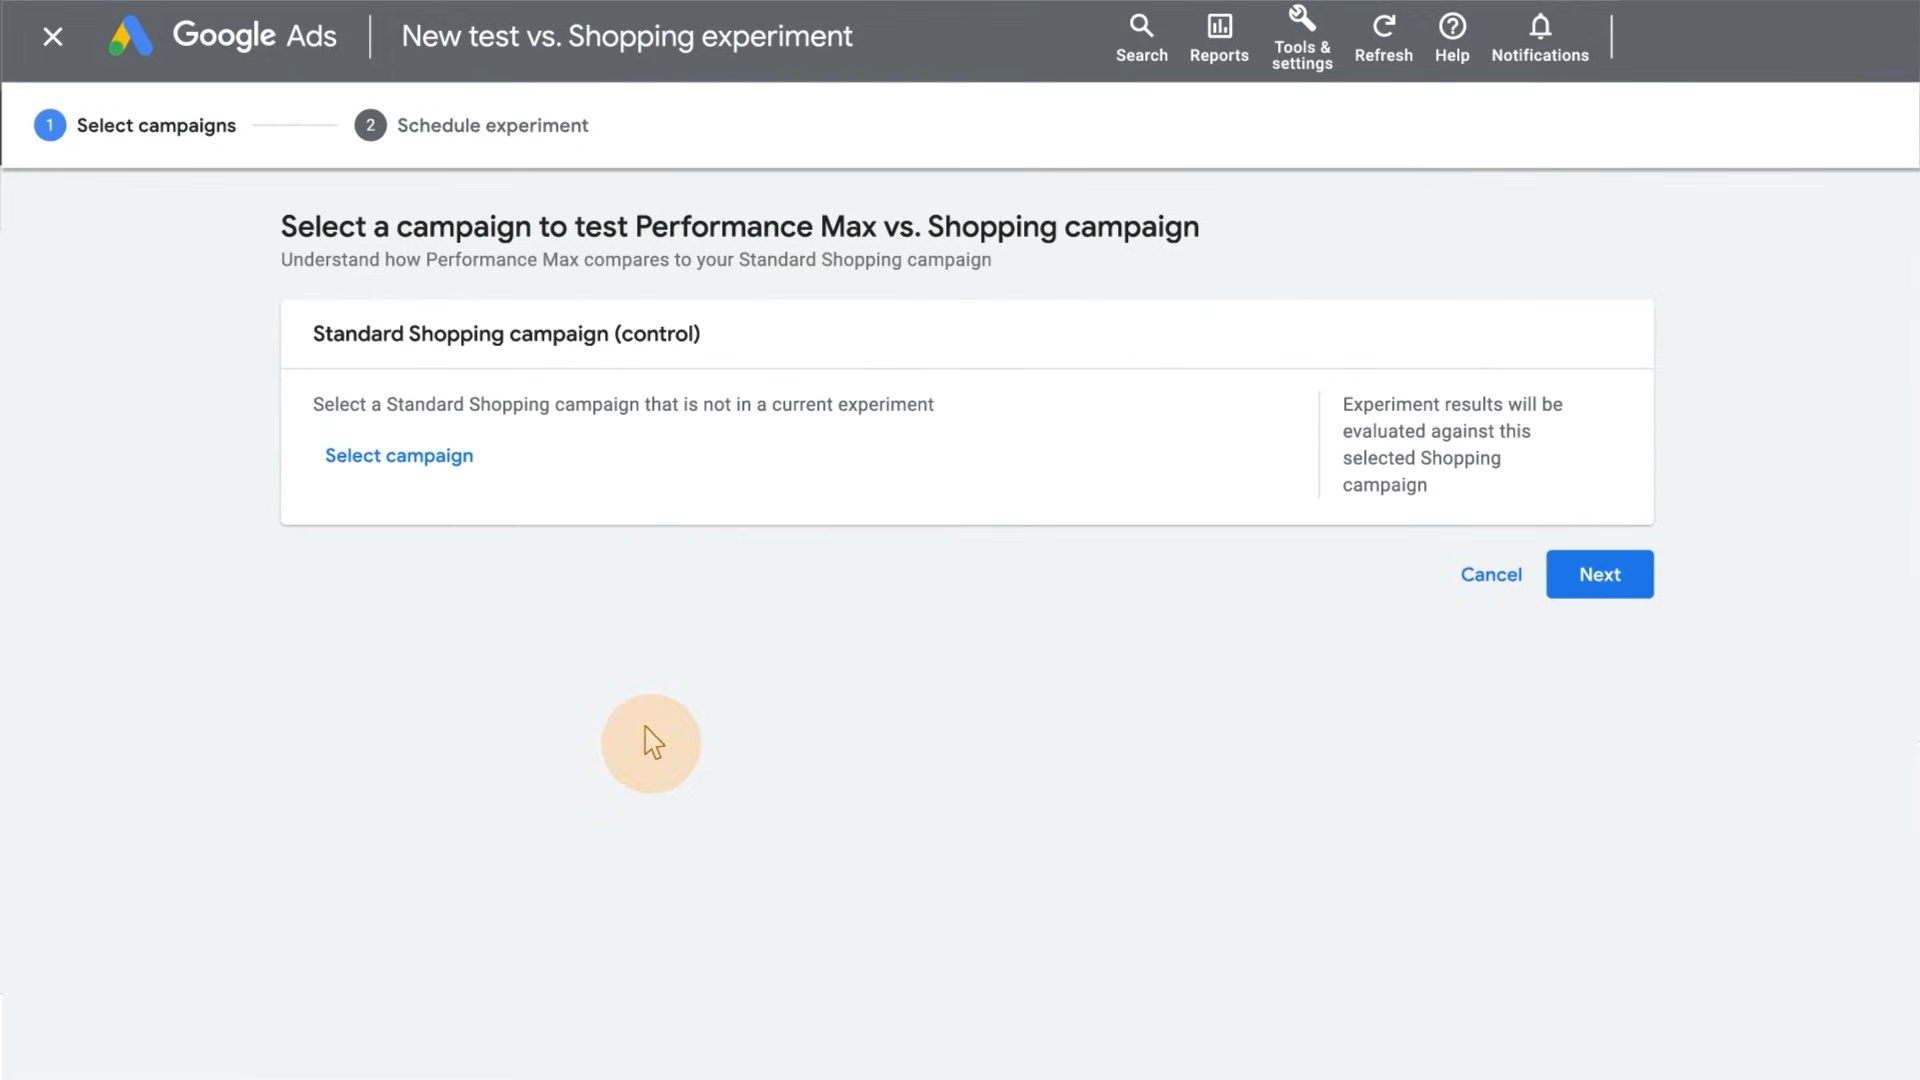 Google Ads
New test vs. Shopping experiment
Search
Reports
Tools &
settings
Refresh
Help
Notifications
1
Select campaigns
2
Schedule experiment
Select a campaign to test Performance Max vs. Shopping campaign
Understand how Performance Max compares to your Standard Shopping campaign
Standard Shopping campaign (control)
Select a Standard Shopping campaign that is not in a current experiment
Select campaign
Experiment results will be
evaluated against this
selected Shopping
campaign
Cancel
Next